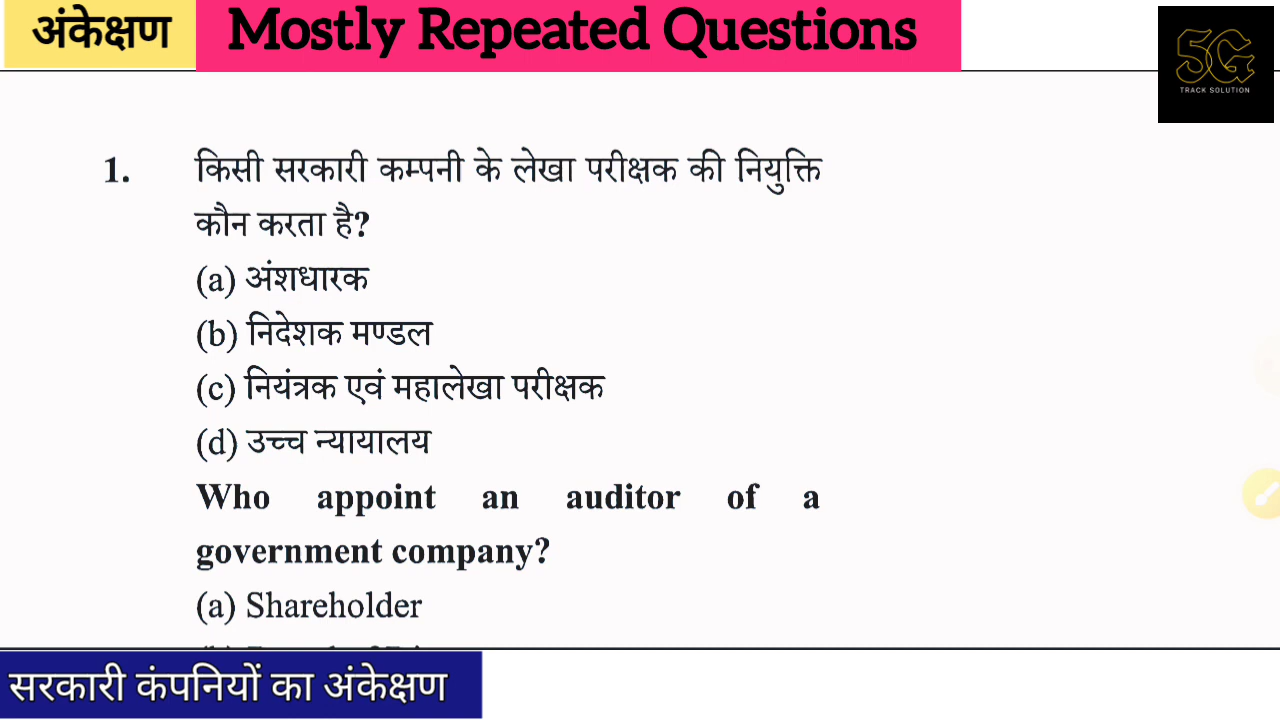 अंकेक्षण
Mostly Repeated Questions
5G
TRACK SOLUTION
1. किसी सरकारी कम्पनी के लेखा परीक्षक की नियुक्ति
कौन करता है?
(a) अंशधारक
(b) निदेशक मण्डल
(c) नियंत्रक एवं महालेखा परीक्षक
(d) उच्च न्यायालय
Who appoint an auditor of a
government company?
(a) Shareholder
सरकारी कंपनियों का अंकेक्षण